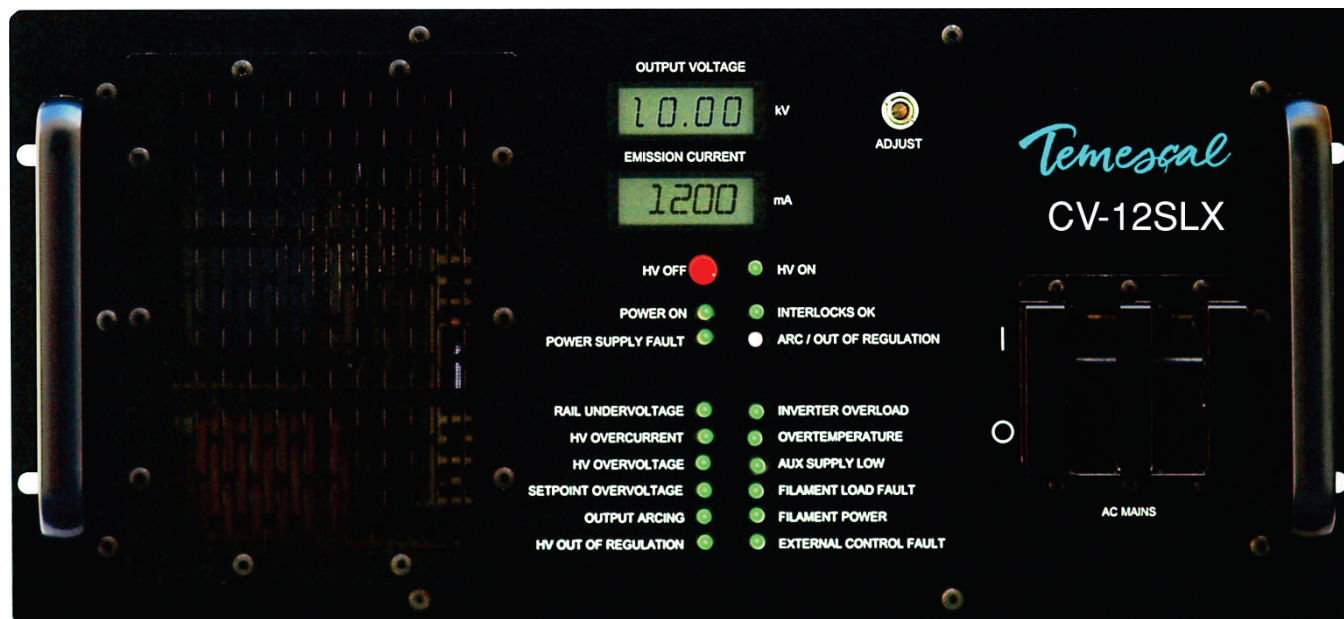 OUTPUT VOLTAGE
10.00 kV
ADJUST
EMISSION CURRENT
1200 mA
Temescal
CV-12SLX
HV OFF
HV ON
POWER ON
INTERLOCKS OK
POWER SUPPLY FAULT
ARC / OUT OF REGULATION
RAIL UNDERVOLTAGE
INVERTER OVERLOAD
HV OVERCURRENT
OVERTEMPERATURE
HV OVERVOLTAGE
AUX SUPPLY LOW
SETPOINT OVERVOLTAGE
FILAMENT LOAD FAULT
OUTPUT ARCING
FILAMENT POWER
HV OUT OF REGULATION
EXTERNAL CONTROL FAULT
I
O
AC MAINS